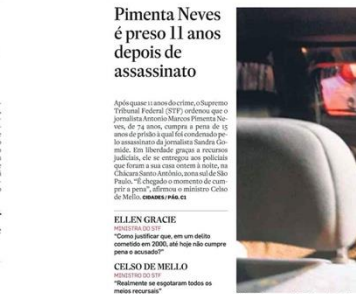 Pimenta Neves
é preso 11 anos
depois de
assassinato
Após quase 11 anos do crime, o Supremo
Tribunal Federal (STF) ordenou que o
jornalista Antonio Marcos Pimenta Ne-
ves, de 74 anos, cumpra a pena de 15
anos de prisão à qual foi condenado pe-
lo assassinato da jornalista Sandra Go-
mide. Em liberdade graças a recursos
judiciais, ele se entregou aos policiais
que foram a sua casa ontem à noite, na
Chácara Santo Antônio, zona sul de São
Paulo. “É chegado o momento de cum-
prir a pena”, afirmou o ministro Celso
de Mello. CIDADES / PÁG. C1
ELLEN GRACIE
MINISTRA DO STF
“Como justificar que, em um delito
cometido em 2000, até hoje não cumpre
pena o acusado?”
CELSO DE MELLO
MINISTRO DO STF
“Realmente se esgotaram todos os
meios recursais”